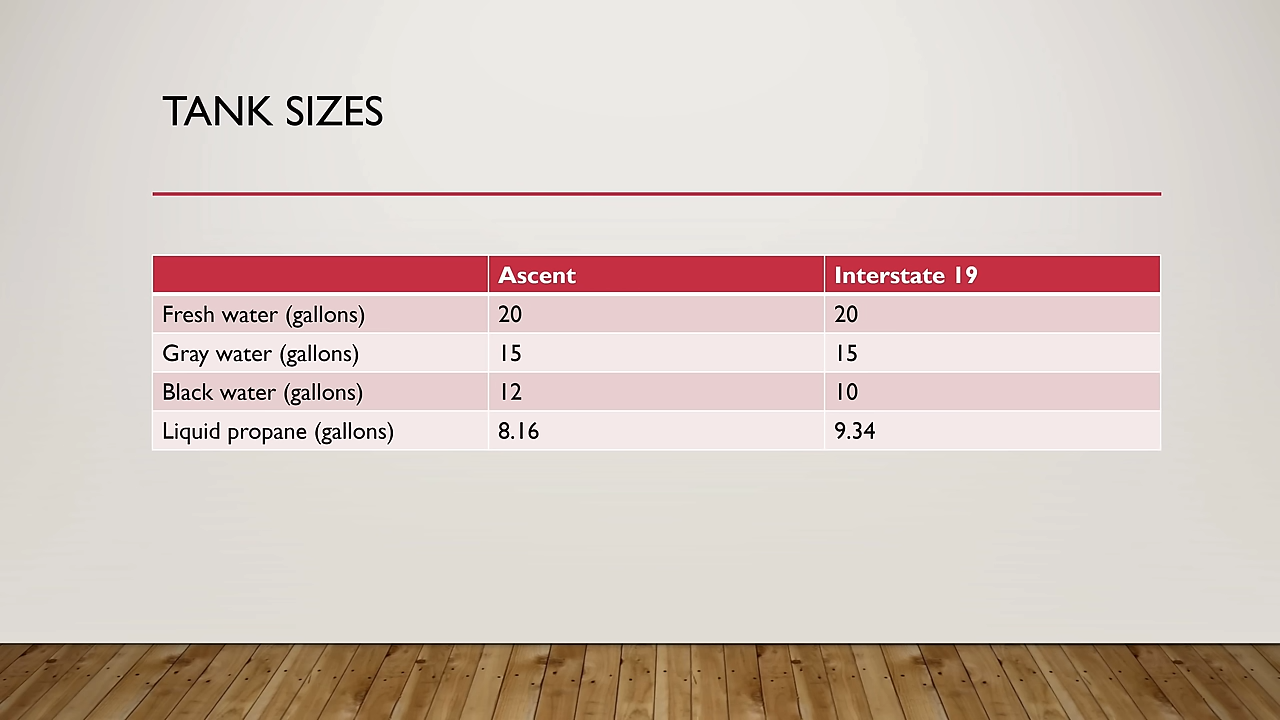 TANK SIZES
Ascent Interstate 19
Fresh water (gallons) 20 20
Gray water (gallons) 15 15
Black water (gallons) 12 10
Liquid propane (gallons) 8.16 9.34